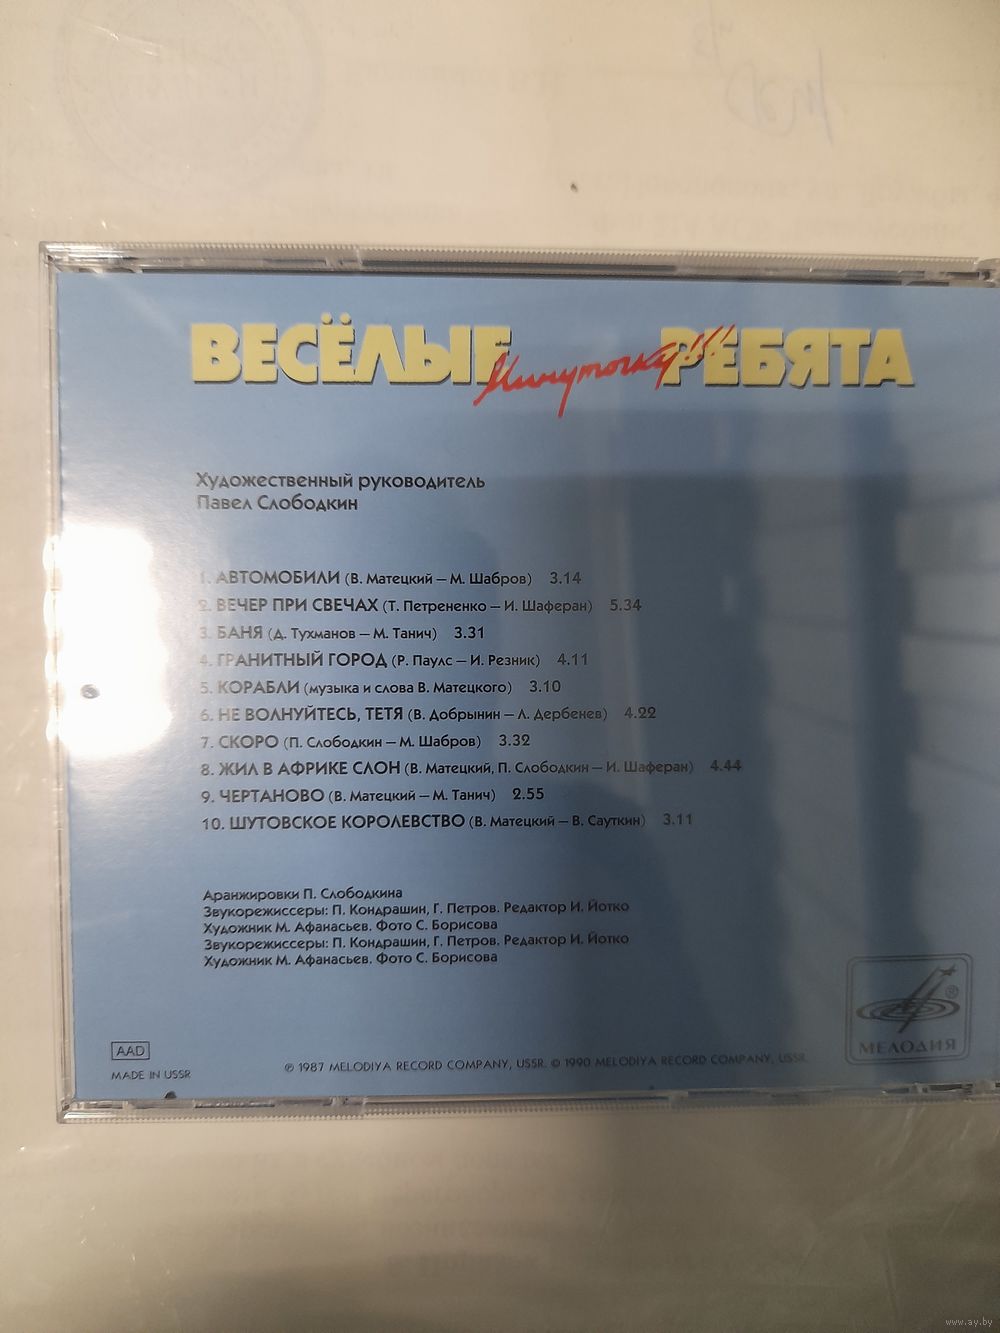 ВЕСЁЛЫЕ РЕБЯТА
Минуточку!!!
Художественный руководитель
Павел Слободкин
1. АВТОМОБИЛИ (В. Матецкий — М. Шабров) 3.14
2. ВЕЧЕР ПРИ СВЕЧАХ (Т. Петрененко — И. Шаферан) 5.34
3. БАНЯ (Д. Тухманов — М. Танич) 3.31
4. ГРАНИТНЫЙ ГОРОД (Р. Паулс — И. Резник) 4.11
5. КОРАБЛИ (музыка и слова В. Матецкого) 3.10
6. НЕ ВОЛНУЙТЕСЬ, ТЕТЯ (В. Добрынин — Л. Дербенев) 4.22
7. СКОРО (П. Слободкин — М. Шабров) 3.32
8. ЖИЛ В АФРИКЕ СЛОН (В. Матецкий, П. Слободкин — И. Шаферан) 4.44
9. ЧЕРТАНОВО (В. Матецкий — М. Танич) 2.55
10. ШУТОВСКОЕ КОРОЛЕВСТВО (В. Матецкий — В. Сауткин) 3.11
Аранжировки П. Слободкина
Звукорежиссеры: П. Кондрашин, Г. Петров. Редактор И. Йотко
Художник М. Афанасьев. Фото С. Борисова
Звукорежиссеры: П. Кондрашин, Г. Петров. Редактор И. Йотко
Художник М. Афанасьев. Фото С. Борисова
®
МЕЛОДИЯ
AAD
MADE IN USSR
℗ 1987 MELODIYA RECORD COMPANY, USSR. © 1990 MELODIYA RECORD COMPANY, USSR.
www.ay.by